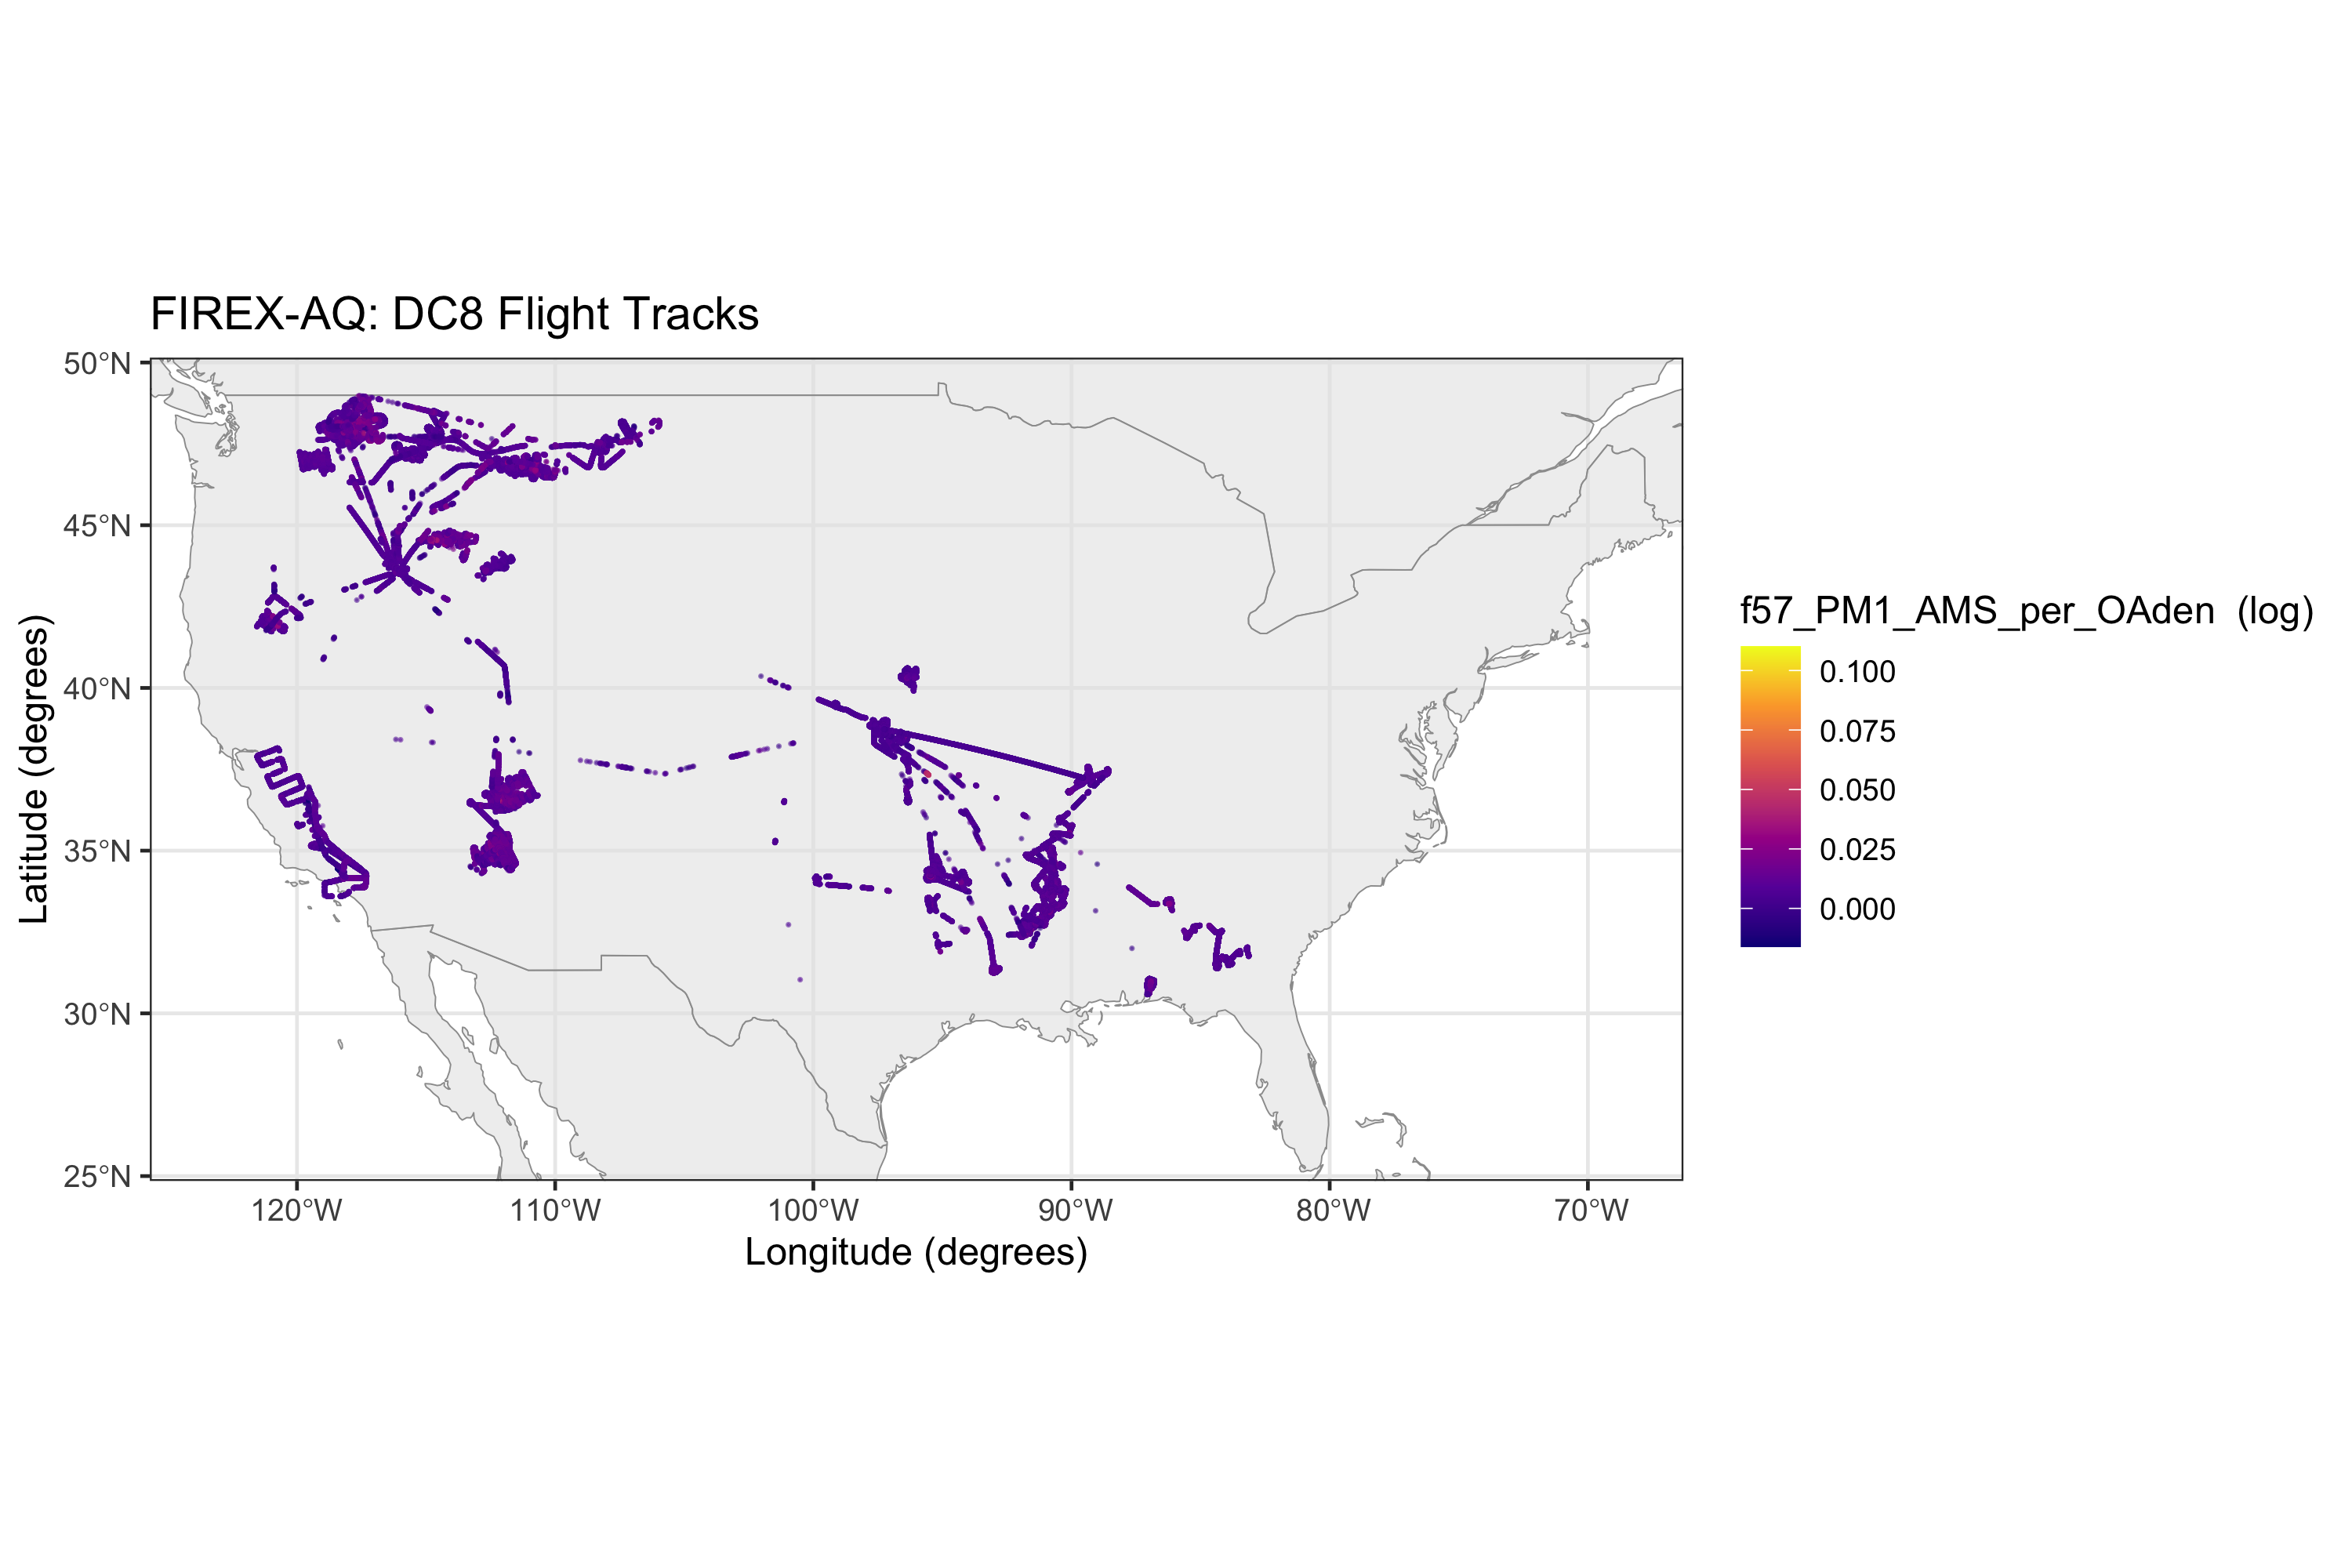 FIREX-AQ: DC8 Flight Tracks
50°N
45°N
40°N
35°N
30°N
25°N
Latitude (degrees)
120°W
110°W
100°W
90°W
80°W
70°W
Longitude (degrees)
f57_PM1_AMS_per_OAden (log)
0.100
0.075
0.050
0.025
0.000